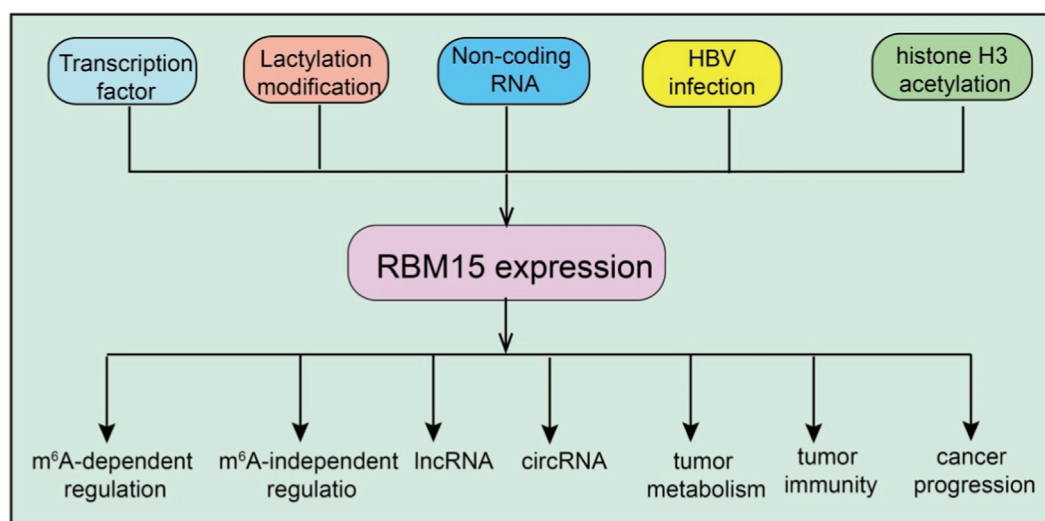 Transcription
factor
Lactylation
modification
Non-coding
RNA
HBV
infection
histone H3
acetylation
RBM15 expression
m⁶A-dependent
regulation
m⁶A-independent
regulatio
lncRNA
circRNA
tumor
metabolism
tumor
immunity
cancer
progression